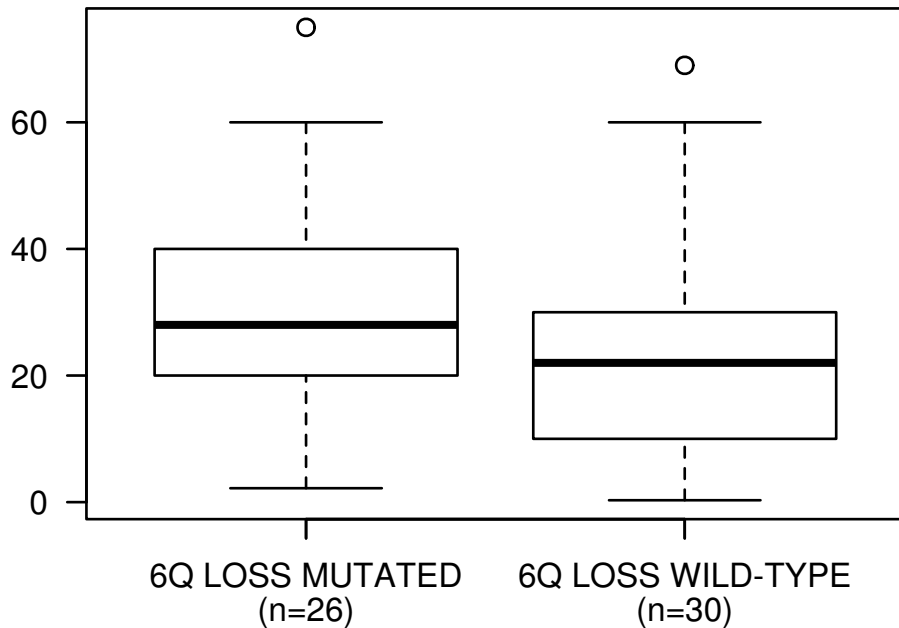 60
40
20
0
6Q LOSS MUTATED
(n=26)
6Q LOSS WILD-TYPE
(n=30)